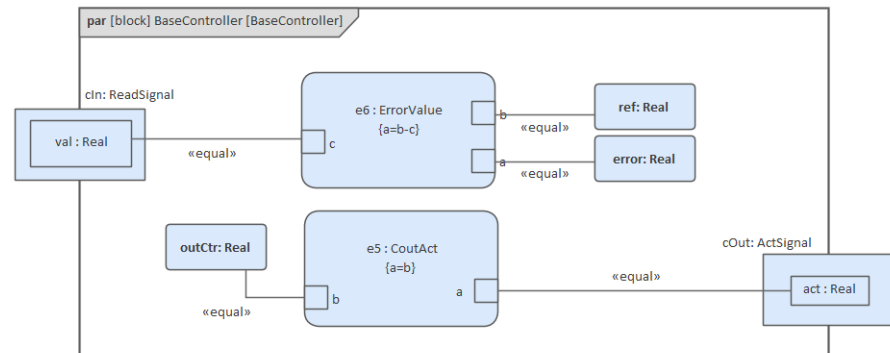 par [block] BaseController [BaseController]
cIn: ReadSignal
val : Real
«equal»
c
e6 : ErrorValue
{a=b-c}
b
«equal»
ref: Real
a
«equal»
error: Real
outCtr: Real
«equal»
b
e5 : CoutAct
{a=b}
a
«equal»
cOut: ActSignal
act : Real